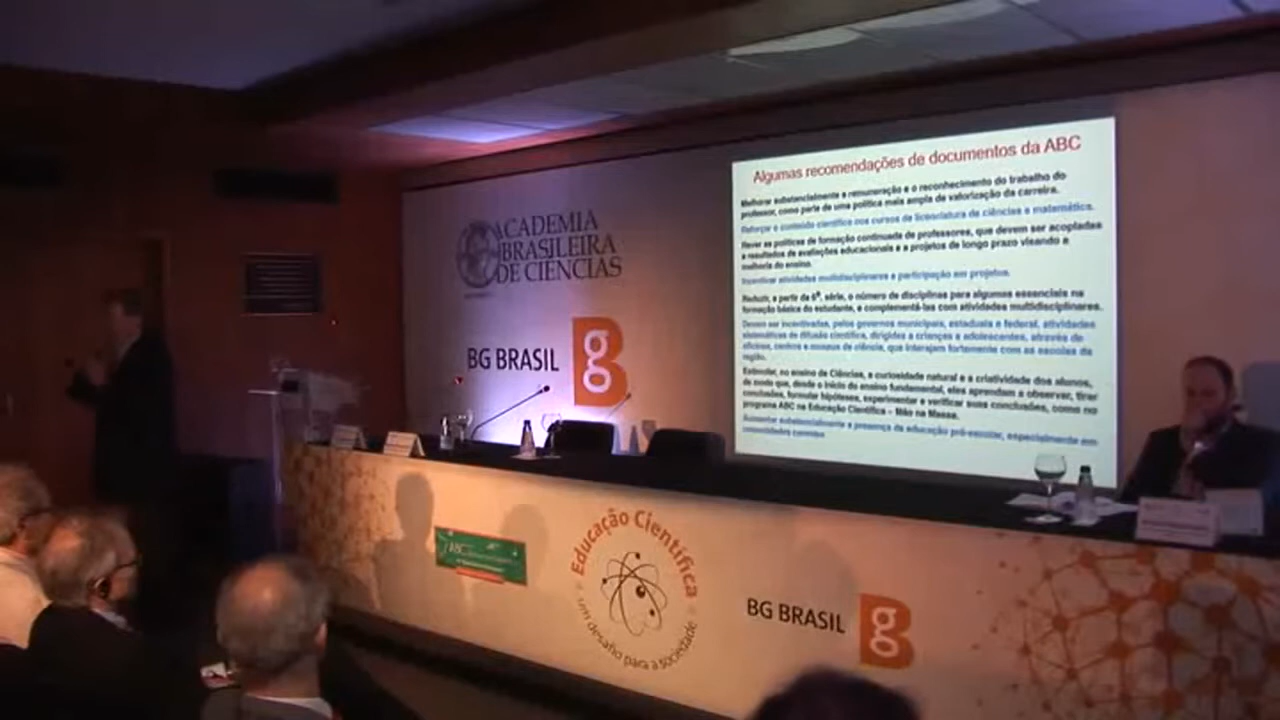 Algumas recomendações de documentos da ABC
Melhorar substancialmente a remuneração e o reconhecimento do trabalho do
professor, como parte de uma política mais ampla de valorização da carreira.
Reforçar o conteúdo científico nos cursos de licenciatura de ciências e matemática.
Rever as políticas de formação continuada de professores, que devem ser acopladas
a resultados de avaliações educacionais e a projetos de longo prazo visando a
melhoria do ensino.
Incentivar atividades multidisciplinares e participação em projetos.
Reduzir, a partir da 6ª. série, o número de disciplinas para algumas essenciais na
formação básica do estudante, e complementá-las com atividades multidisciplinares.
Devem ser incentivadas, pelos governos municipais, estaduais e federal, atividades
sistemáticas de difusão científica, dirigidas a crianças e adolescentes, através de
oficinas, centros e museus de ciência, que interajam fortemente com as escolas da
região.
Estimular, no ensino de Ciências, a curiosidade natural e a criatividade dos alunos,
de modo que, desde o início do ensino fundamental, eles aprendam a observar, tirar
conclusões, formular hipóteses, experimentar e verificar suas conclusões, como no
programa ABC na Educação Científica – Mão na Massa.
Aumentar substancialmente a presença da educação pré-escolar, especialmente em
comunidades carentes
ACADEMIA
BRASILEIRA
DE CIÊNCIAS
BG BRASIL
BG
ABC
Educação Científica
um desafio para a sociedade
BG BRASIL
BG